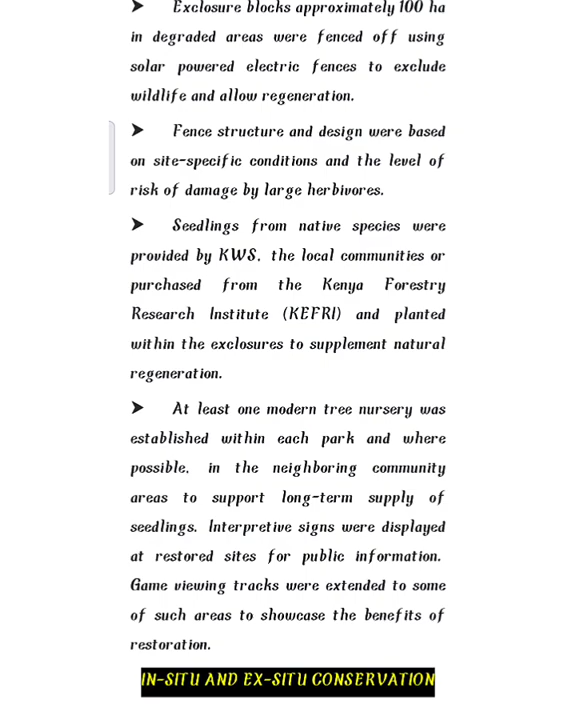 ➤ Exclosure blocks approximately 100 ha
in degraded areas were fenced off using
solar powered electric fences to exclude
wildlife and allow regeneration.
➤ Fence structure and design were based
on site-specific conditions and the level of
risk of damage by large herbivores.
➤ Seedlings from native species were
provided by KWS, the local communities or
purchased from the Kenya Forestry
Research Institute (KEFRI) and planted
within the exclosures to supplement natural
regeneration.
➤ At least one modern tree nursery was
established within each park and where
possible, in the neighboring community
areas to support long-term supply of
seedlings. Interpretive signs were displayed
at restored sites for public information.
Game viewing tracks were extended to some
of such areas to showcase the benefits of
restoration.
IN-SITU AND EX-SITU CONSERVATION